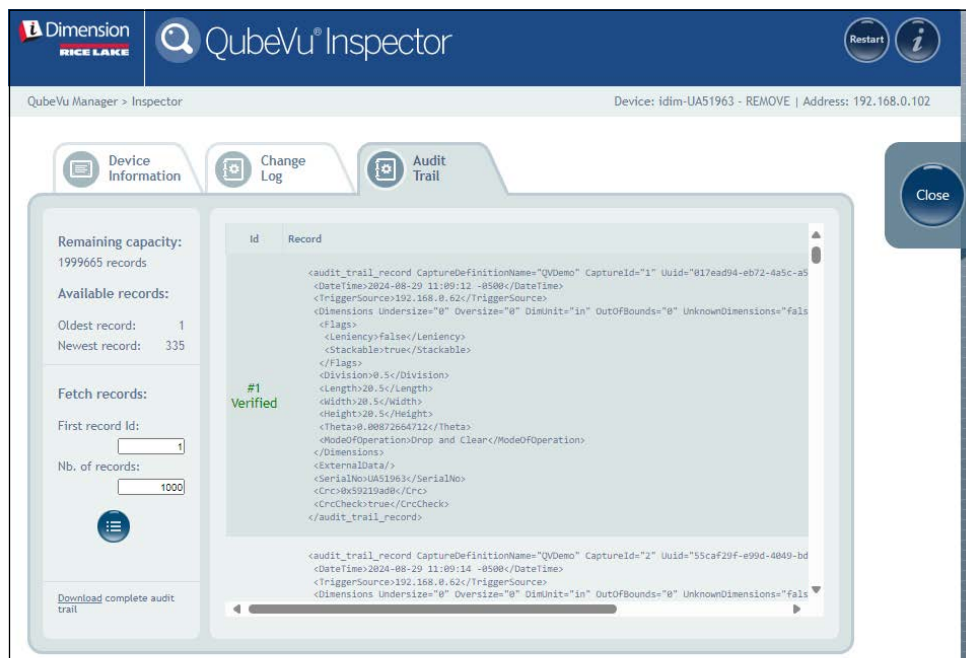 iDimension
RICE LAKE
QubeVu® Inspector
Restart
i
QubeVu Manager > Inspector
Device: idim-UA51963 - REMOVE | Address: 192.168.0.102
Device
Information
Change
Log
Audit
Trail
Close
Remaining capacity:
1999665 records
Available records:
Oldest record: 1
Newest record: 335
Fetch records:
First record Id:
1
Nb. of records:
1000
Download complete audit
trail
Id Record
#1
Verified
<audit_trail_record CaptureDefinitionName="QVDemo" CaptureId="1" Uuid="017ead94-eb72-4a5c-a5
<DateTime>2024-08-29 11:09:12 -0500</DateTime>
<TriggerSource>192.168.0.62</TriggerSource>
<Dimensions Undersize="0" Oversize="0" DimUnit="in" OutOfBounds="0" UnknownDimensions="fals
<Flags>
<Leniency>false</Leniency>
<Stackable>true</Stackable>
</Flags>
<Division>0.5</Division>
<Length>20.5</Length>
<Width>20.5</Width>
<Height>20.5</Height>
<Theta>0.00872664712</Theta>
<ModeOfOperation>Drop and Clear</ModeOfOperation>
</Dimensions>
<ExternalData/>
<SerialNo>UA51963</SerialNo>
<Crc>0x59219ad0</Crc>
<CrcCheck>true</CrcCheck>
</audit_trail_record>
<audit_trail_record CaptureDefinitionName="QVDemo" CaptureId="2" Uuid="55caf29f-e99d-4049-bd
<DateTime>2024-08-29 11:09:14 -0500</DateTime>
<TriggerSource>192.168.0.62</TriggerSource>
<Dimensions Undersize="0" Oversize="0" DimUnit="in" OutOfBounds="0" UnknownDimensions="fals